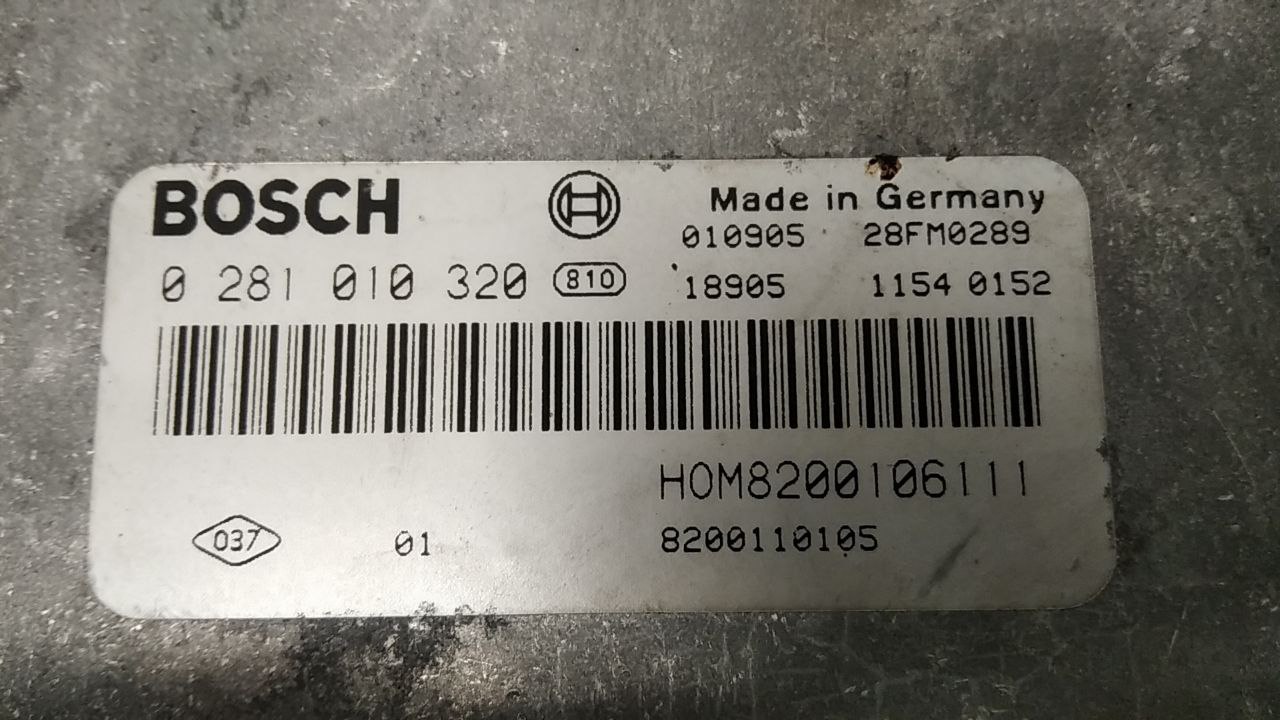 BOSCH
Made in Germany
010905 28FM0289
0 281 010 320 810
18905 1154 0152
HOM8200106111
037 01 8200110105